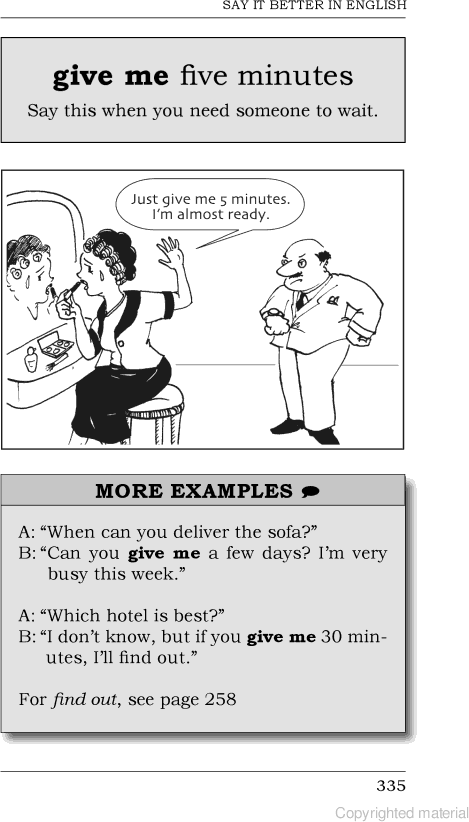 SAY IT BETTER IN ENGLISH
give me five minutes
Say this when you need someone to wait.
Just give me 5 minutes.
I'm almost ready.
MORE EXAMPLES
A: “When can you deliver the sofa?”
B: “Can you give me a few days? I'm very
busy this week.”
A: “Which hotel is best?”
B: “I don't know, but if you give me 30 min-
utes, I'll find out.”
For find out, see page 258
335
Copyrighted material